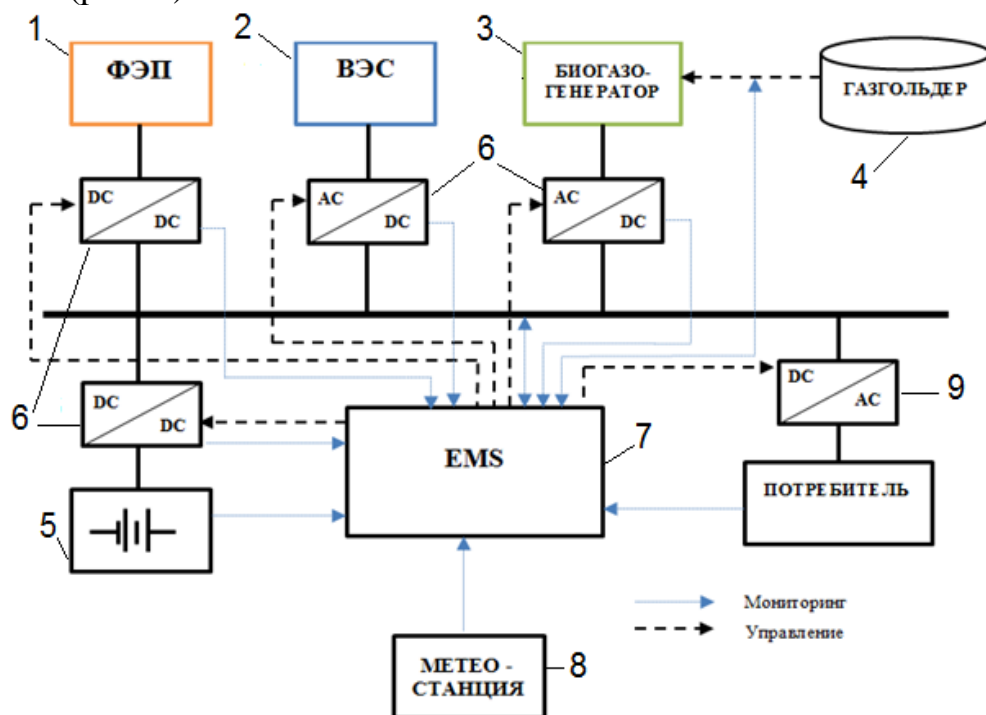 1
2
3
ФЭП
ВЭС
БИОГАЗО-
ГЕНЕРАТОР
ГАЗГОЛЬДЕР
4
6
DC
DC
AC
DC
AC
DC
6
DC
DC
DC
AC
9
7
EMS
ПОТРЕБИТЕЛЬ
5
Мониторинг
Управление
МЕТЕО -
СТАНЦИЯ
8